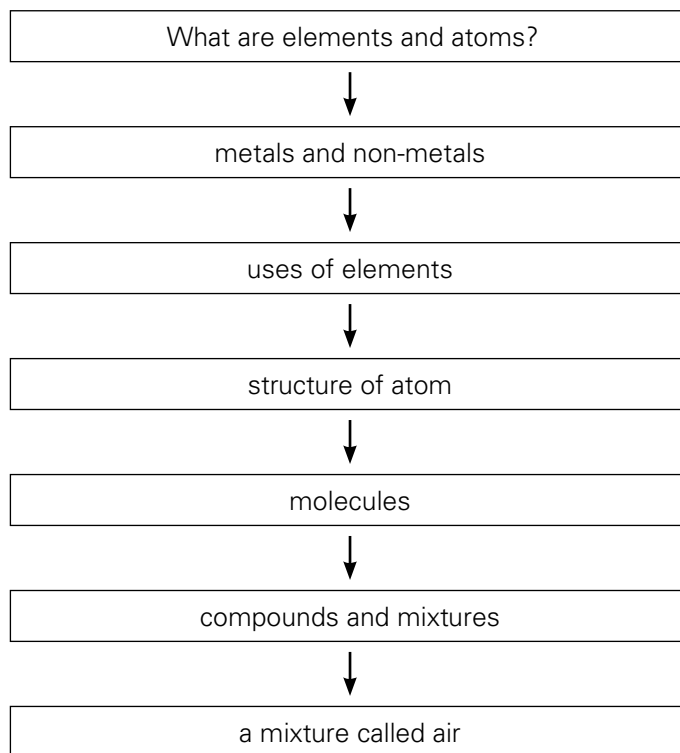 What are elements and atoms?
metals and non-metals
uses of elements
structure of atom
molecules
compounds and mixtures
a mixture called air